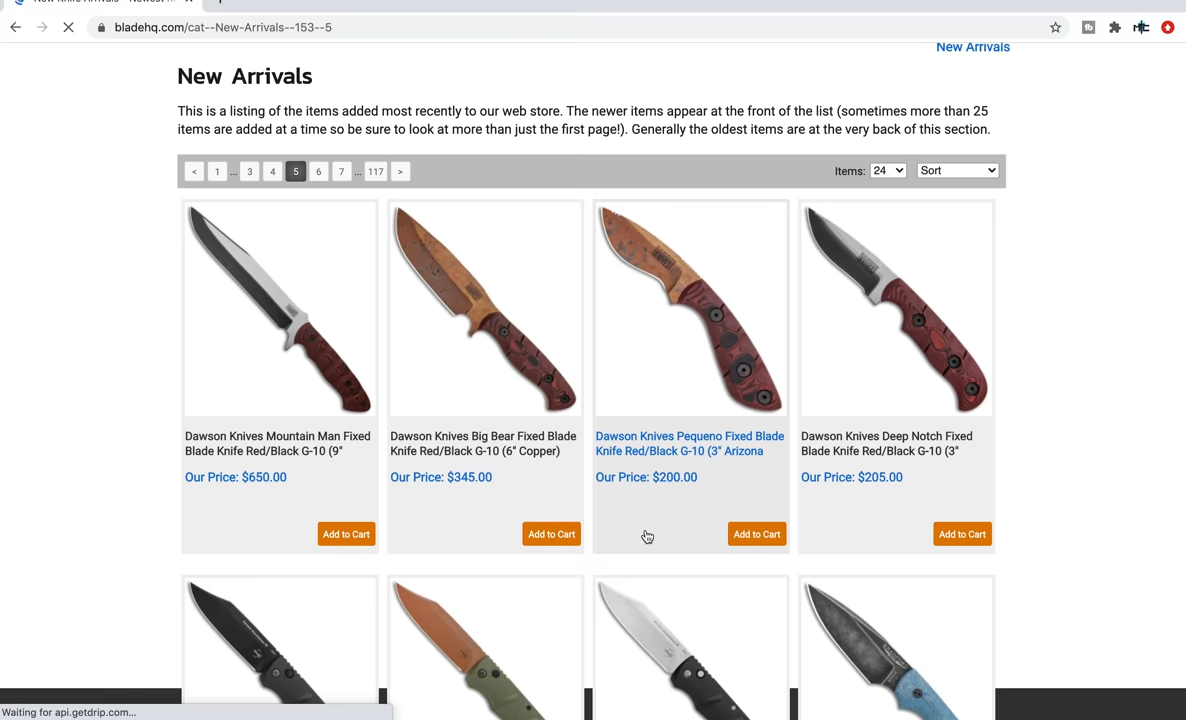 bladehq.com/cat--New-Arrivals--153--5
New Arrivals
New Arrivals
This is a listing of the items added most recently to our web store. The newer items appear at the front of the list (sometimes more than 25
items are added at a time so be sure to look at more than just the first page!). Generally the oldest items are at the very back of this section.
< 1 ... 3 4 5 6 7 ... 117 > Items: 24 Sort
Dawson Knives Mountain Man Fixed
Blade Knife Red/Black G-10 (9"
Our Price: $650.00
Add to Cart
Dawson Knives Big Bear Fixed Blade
Knife Red/Black G-10 (6" Copper)
Our Price: $345.00
Add to Cart
Dawson Knives Pequeno Fixed Blade
Knife Red/Black G-10 (3" Arizona
Our Price: $200.00
Add to Cart
Dawson Knives Deep Notch Fixed
Blade Knife Red/Black G-10 (3"
Our Price: $205.00
Add to Cart
Waiting for api.getdrip.com...